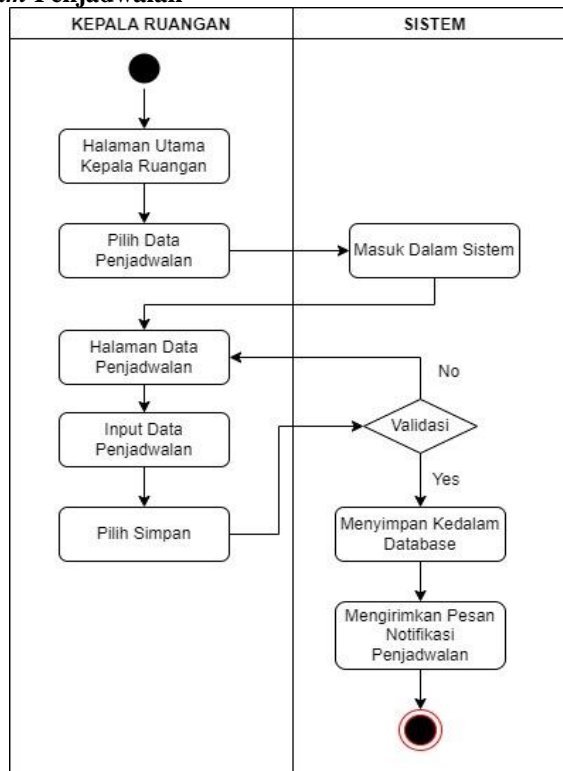 Penjadwalan
KEPALA RUANGAN
SISTEM
Halaman Utama
Kepala Ruangan
Pilih Data
Penjadwalan
Masuk Dalam Sistem
Halaman Data
Penjadwalan
No
Input Data
Penjadwalan
Validasi
Yes
Pilih Simpan
Menyimpan Kedalam
Database
Mengirimkan Pesan
Notifikasi
Penjadwalan